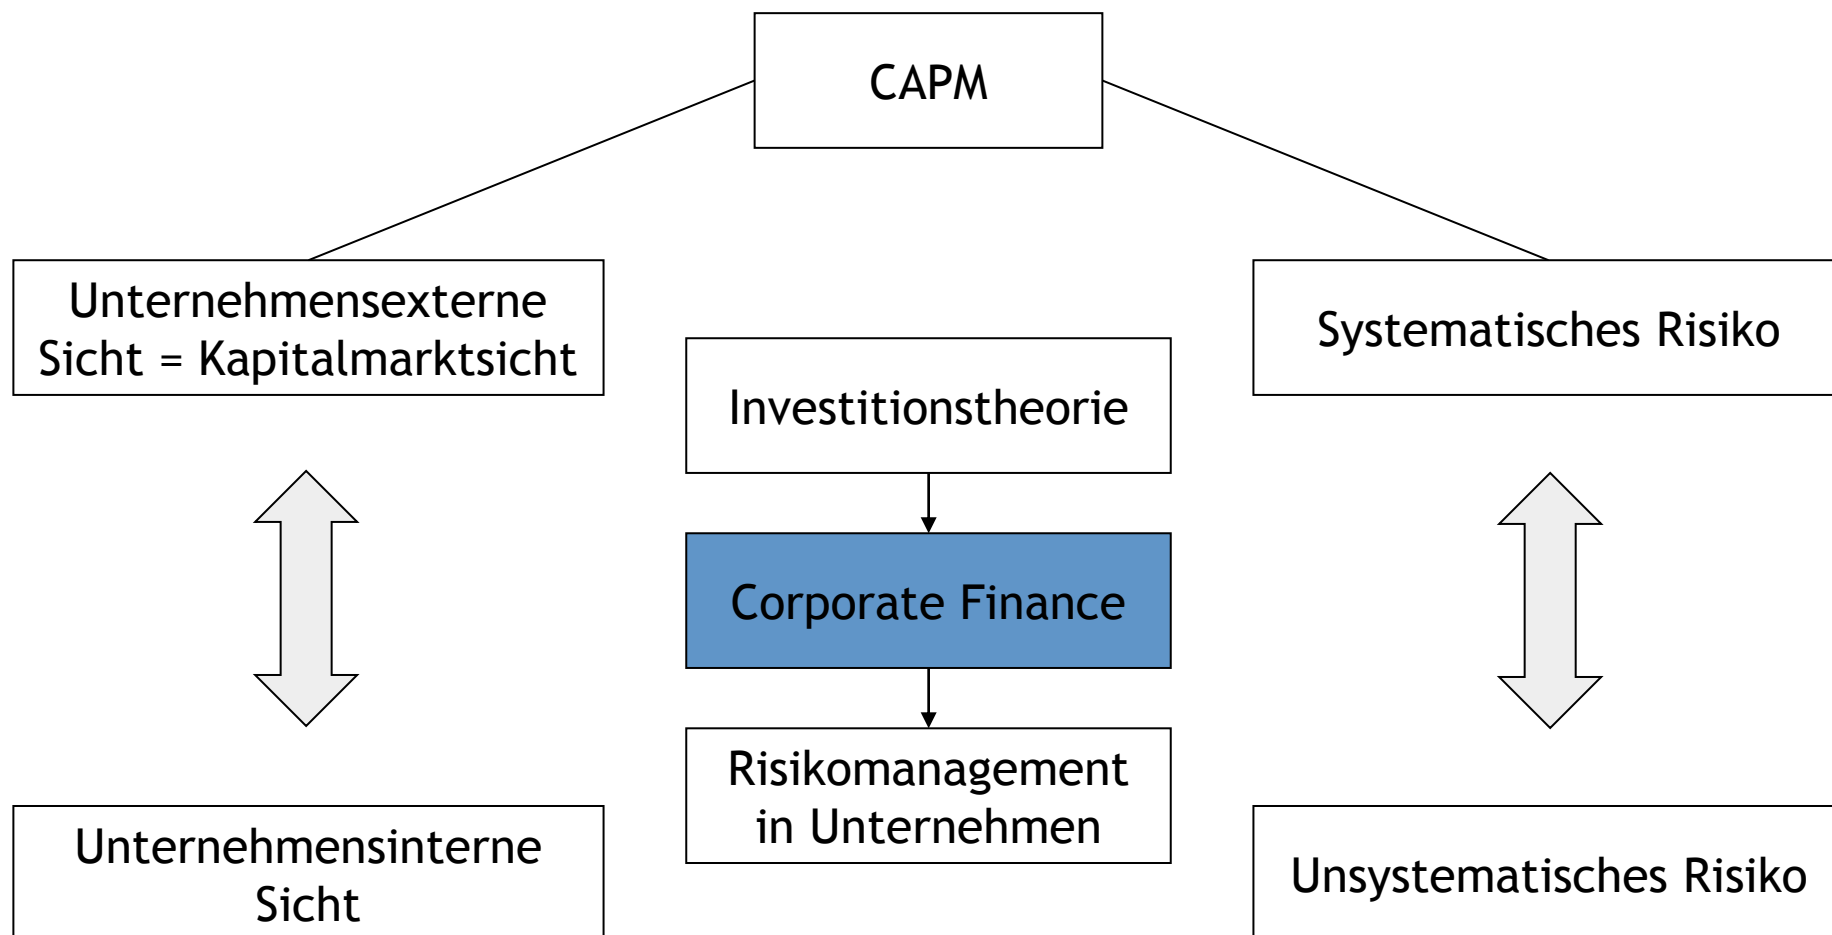 CAPM
Unternehmensexterne
Sicht = Kapitalmarktsicht
Systematisches Risiko
Investitionstheorie
Corporate Finance
Risikomanagement
in Unternehmen
Unternehmensinterne
Sicht
Unsystematisches Risiko